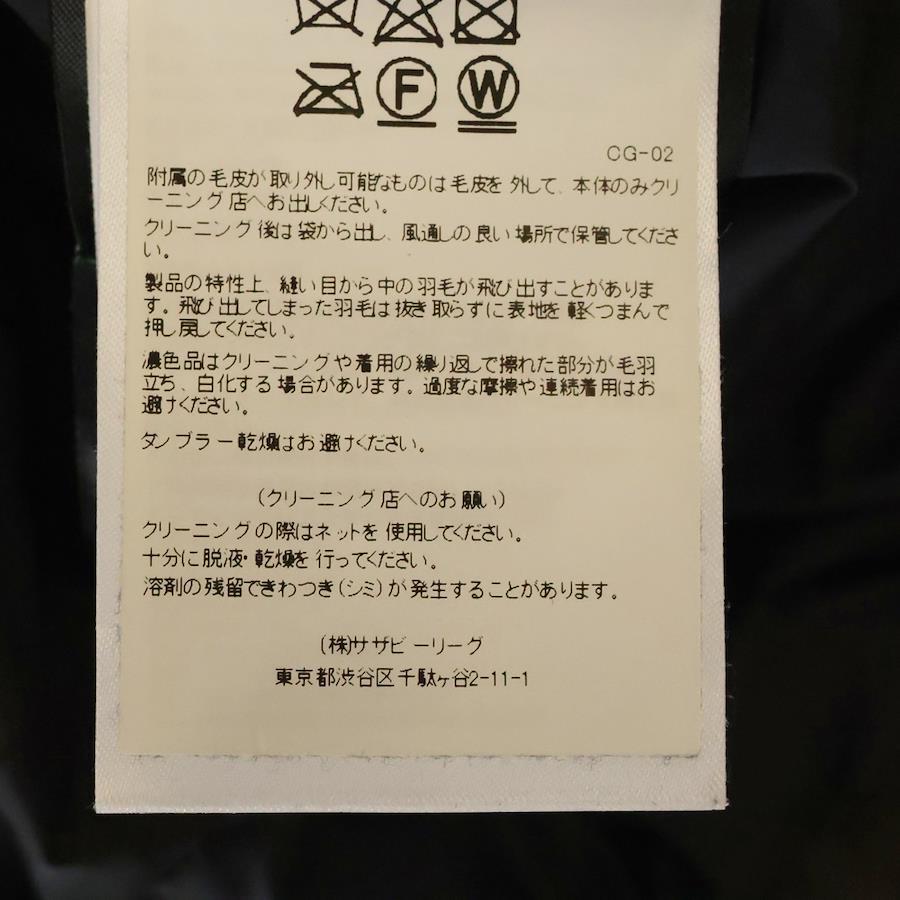 F W
CG-02
附属の毛皮が取り外し可能なものは毛皮を外して、本体のみクリ
ーニング店へお出しください。
クリーニング後は袋から出し、風通しの良い場所で保管してくださ
い。
製品の特性上、縫い目から中の羽毛が飛び出すことがありま
す。飛び出してしまった羽毛は抜き取らずに表地を軽くつまんで
押し戻してください。
濃色品はクリーニングや着用の繰り返しで擦れた部分が毛羽
立ち、白化する場合があります。過度な摩擦や連続着用はお
避けください。
タンブラー乾燥はお避けください。
(クリーニング店へのお願い)
クリーニングの際はネットを使用してください。
十分に脱液・乾燥を行ってください。
溶剤の残留できわつき(シミ)が発生することがあります。
(株)サザビーリーグ
東京都渋谷区千駄ヶ谷2-11-1